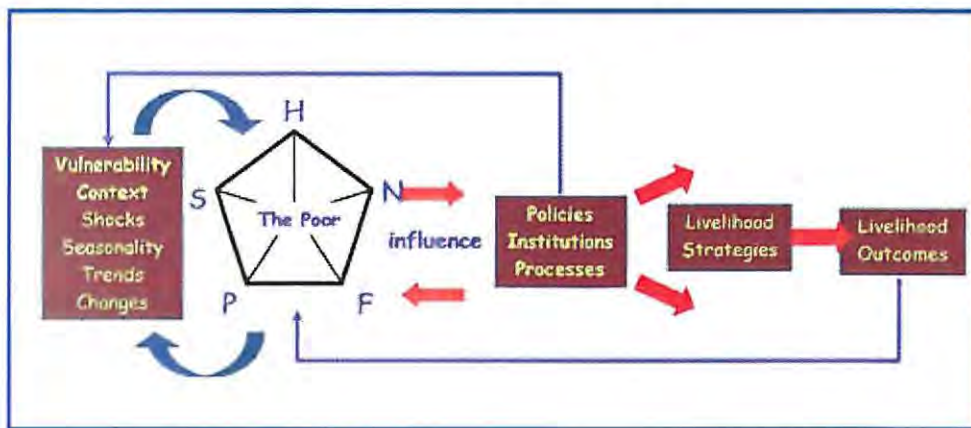 Vulnerability
Context
Shocks
Seasonality
Trends
Changes
H
S
N
The Poor
P
F
influence
Policies
Institutions
Processes
Livelihood
Strategies
Livelihood
Outcomes